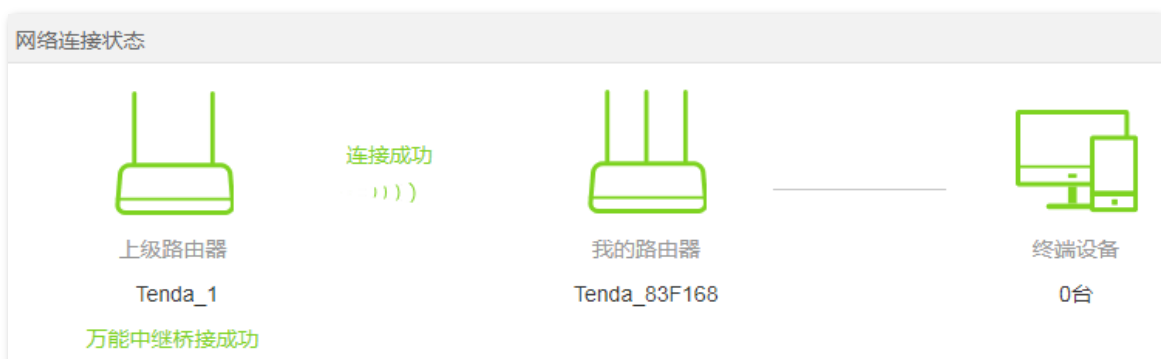 网络连接状态
连接成功
上级路由器 我的路由器 终端设备
Tenda_1 Tenda_83F168 0台
万能中继桥接成功